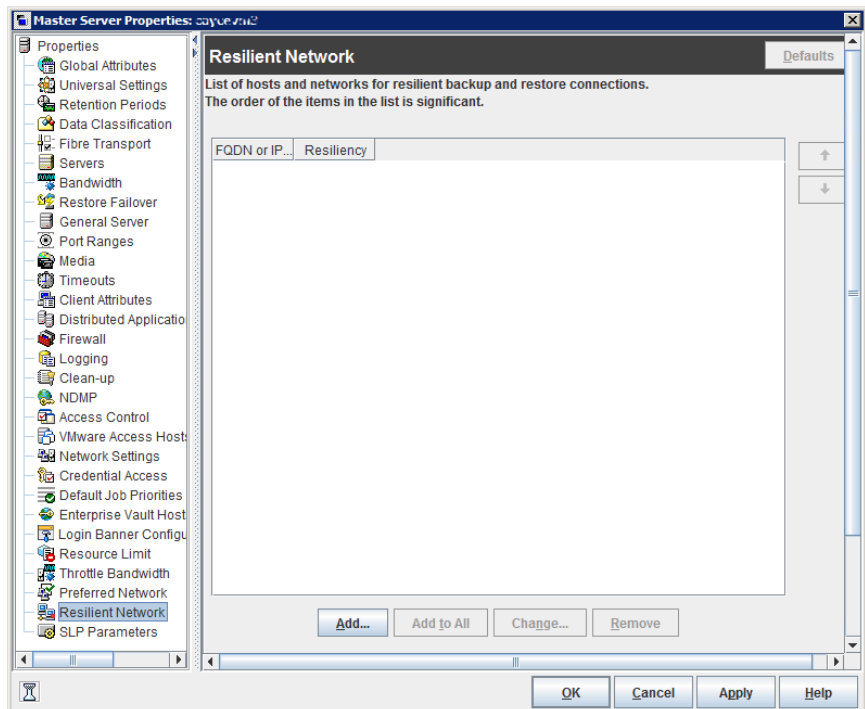 Master Server Properties:
Properties
Global Attributes
Universal Settings
Retention Periods
Data Classification
Fibre Transport
Servers
Bandwidth
Restore Failover
General Server
Port Ranges
Media
Timeouts
Client Attributes
Distributed Applicatio
Firewall
Logging
Clean-up
NDMP
Access Control
VMware Access Hosts
Network Settings
Credential Access
Default Job Priorities
Enterprise Vault Host
Login Banner Configu
Resource Limit
Throttle Bandwidth
Preferred Network
Resilient Network
SLP Parameters
Resilient Network
Defaults
List of hosts and networks for resilient backup and restore connections.
The order of the items in the list is significant.
FQDN or IP... Resiliency
Add... Add to All Change... Remove
OK Cancel Apply Help